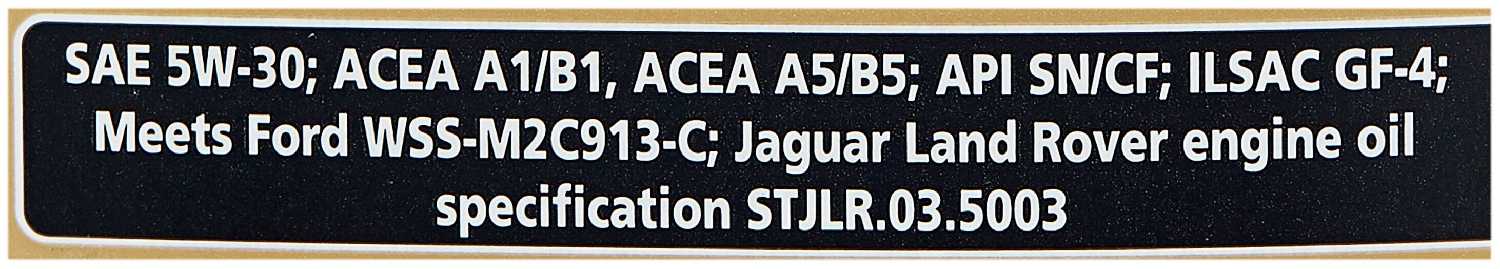 SAE 5W-30; ACEA A1/B1, ACEA A5/B5; API SN/CF; ILSAC GF-4;
Meets Ford WSS-M2C913-C; Jaguar Land Rover engine oil
specification STJLR.03.5003